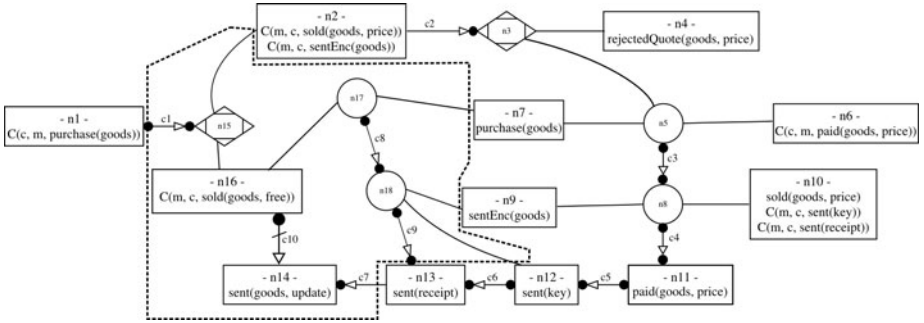 - n2 -
C(m, c, sold(goods, price))
C(m, c, sentEnc(goods))
c2
n3
- n4 -
rejectedQuote(goods, price)
- n1 -
C(c, m, purchase(goods))
c1
n15
n17
- n7 -
purchase(goods)
n5
- n6 -
C(c, m, paid(goods, price))
c8
c3
- n16 -
C(m, c, sold(goods, free))
n18
- n9 -
sentEnc(goods)
n8
- n10 -
sold(goods, price)
C(m, c, sent(key))
C(m, c, sent(receipt))
c10
c9
c4
- n14 -
sent(goods, update)
c7
- n13 -
sent(receipt)
c6
- n12 -
sent(key)
c5
- n11 -
paid(goods, price)